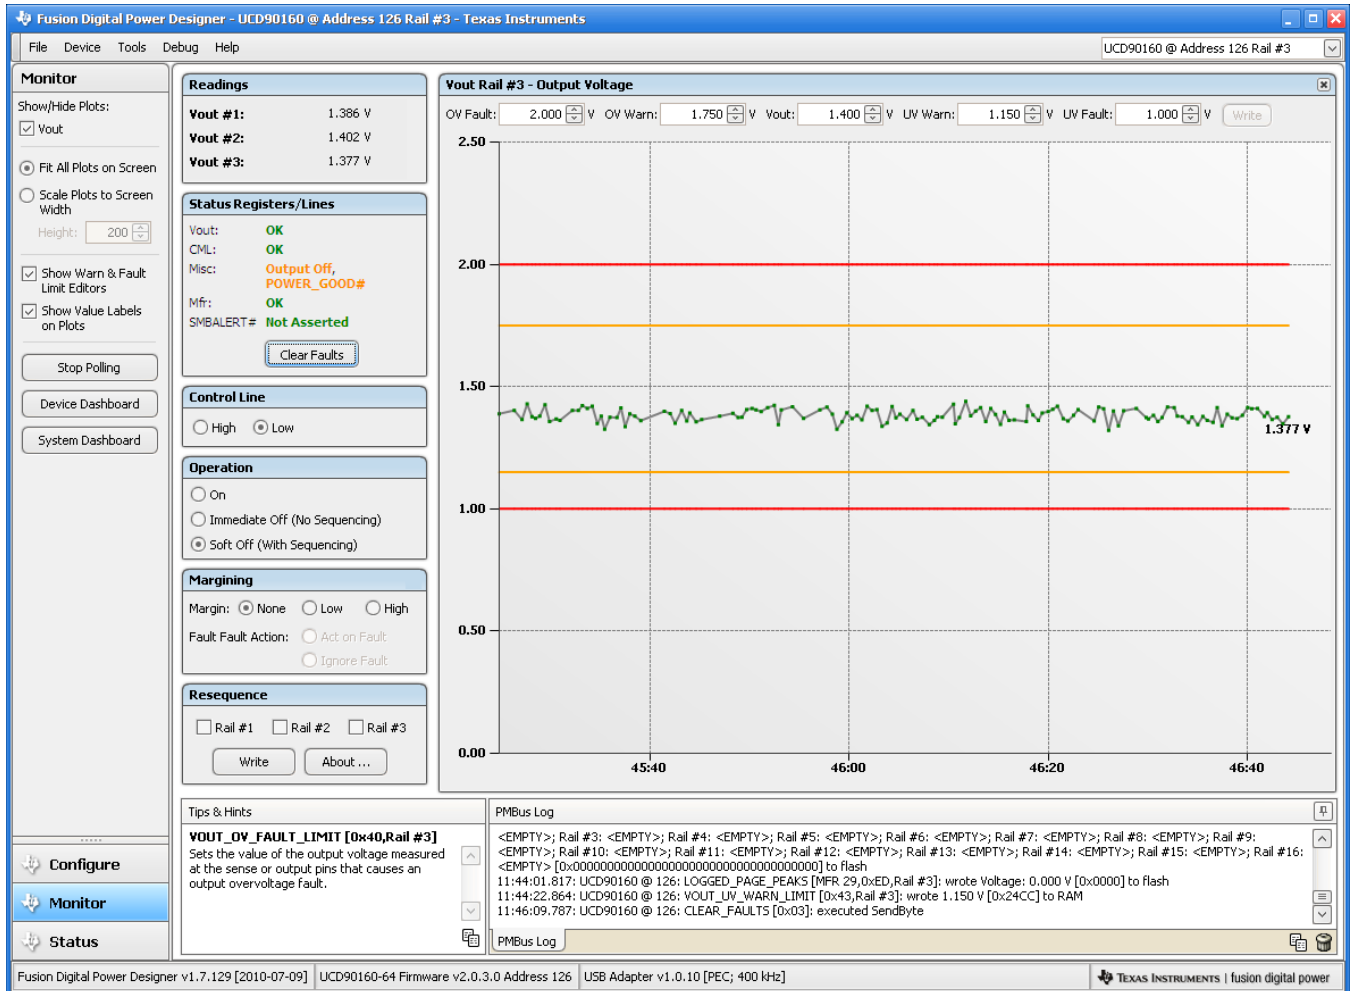 Fusion Digital Power Designer - UCD90160 @ Address 126 Rail #3 - Texas Instruments
File Device Tools Debug Help
UCD90160 @ Address 126 Rail #3
Monitor
Show/Hide Plots:
Vout
Fit All Plots on Screen
Scale Plots to Screen
Width
Height: 200
Show Warn & Fault
Limit Editors
Show Value Labels
on Plots
Stop Polling
Device Dashboard
System Dashboard
Configure
Monitor
Status
Readings
Vout #1: 1.386 V
Vout #2: 1.402 V
Vout #3: 1.377 V
Status Registers/Lines
Vout: OK
CML: OK
Misc: Output Off,
POWER_GOOD#
Mfr: OK
SMBALERT# Not Asserted
Clear Faults
Control Line
High Low
Operation
On
Immediate Off (No Sequencing)
Soft Off (With Sequencing)
Margining
Margin: None Low High
Fault Fault Action: Act on Fault
Ignore Fault
Resequence
Rail #1 Rail #2 Rail #3
Write About ...
Vout Rail #3 - Output Voltage
OV Fault: 2.000 V OV Warn: 1.750 V Vout: 1.400 V UV Warn: 1.150 V UV Fault: 1.000 V Write
2.50
2.00
1.50
1.377 V
1.00
0.50
0.00
45:40 46:00 46:20 46:40
Tips & Hints
VOUT_OV_FAULT_LIMIT [0x40,Rail #3]
Sets the value of the output voltage measured
at the sense or output pins that causes an
output overvoltage fault.
PMBus Log
<EMPTY>; Rail #3: <EMPTY>; Rail #4: <EMPTY>; Rail #5: <EMPTY>; Rail #6: <EMPTY>; Rail #7: <EMPTY>; Rail #8: <EMPTY>; Rail #9:
<EMPTY>; Rail #10: <EMPTY>; Rail #11: <EMPTY>; Rail #12: <EMPTY>; Rail #13: <EMPTY>; Rail #14: <EMPTY>; Rail #15: <EMPTY>; Rail #16:
<EMPTY> [0x00000000000000000000000000000000] to flash
11:44:01.817: UCD90160 @ 126: LOGGED_PAGE_PEAKS [MFR 29,0xED,Rail #3]: wrote Voltage: 0.000 V [0x0000] to flash
11:44:22.864: UCD90160 @ 126: VOUT_UV_WARN_LIMIT [0x43,Rail #3]: wrote 1.150 V [0x24CC] to RAM
11:46:09.787: UCD90160 @ 126: CLEAR_FAULTS [0x03]: executed SendByte
PMBus Log
Fusion Digital Power Designer v1.7.129 [2010-07-09] UCD90160-64 Firmware v2.0.3.0 Address 126 USB Adapter v1.0.10 [PEC; 400 kHz] TEXAS INSTRUMENTS | fusion digital power